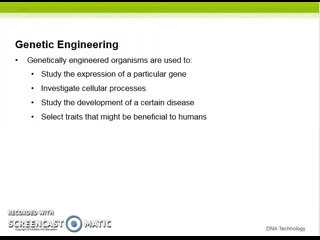 Genetic Engineering
• Genetically engineered organisms are used to:
• Study the expression of a particular gene
• Investigate cellular processes
• Study the development of a certain disease
• Select traits that might be beneficial to humans
RECORDED WITH
SCREENCAST MATIC
DNA Technology